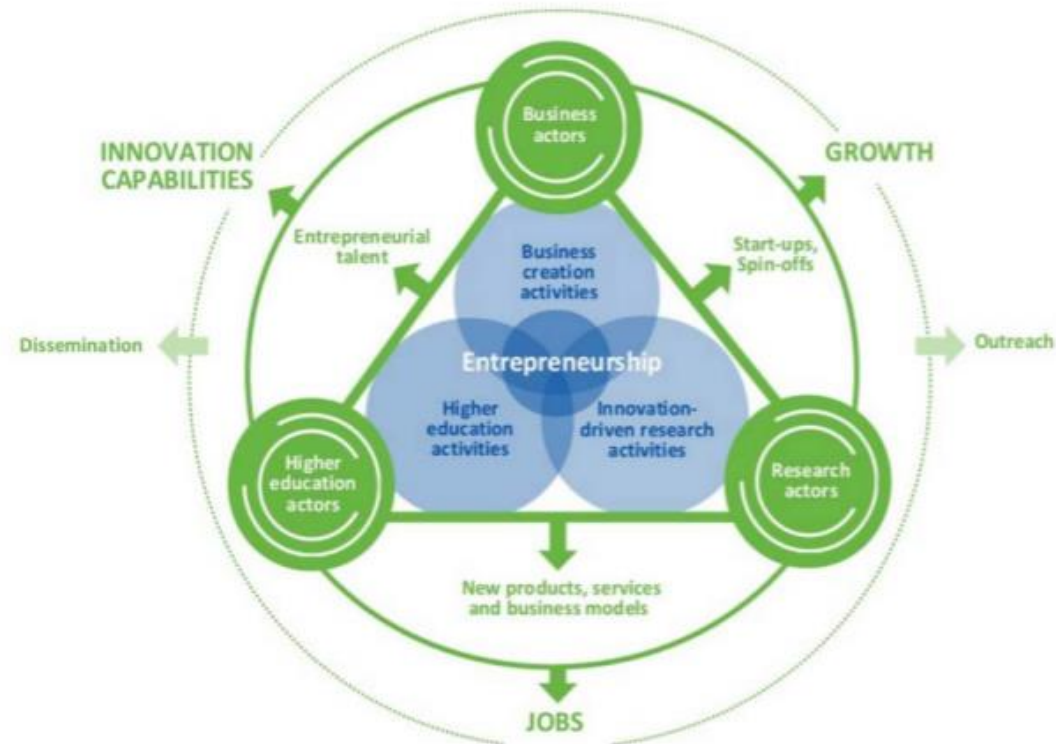 Business
actors
INNOVATION
CAPABILITIES
GROWTH
Entrepreneurial
talent
Start-ups,
Spin-offs
Business
creation
activities
Dissemination
Outreach
Entrepreneurship
Higher
education
activities
Innovation-
driven research
activities
Higher
education
actors
Research
actors
New products, services
and business models
JOBS